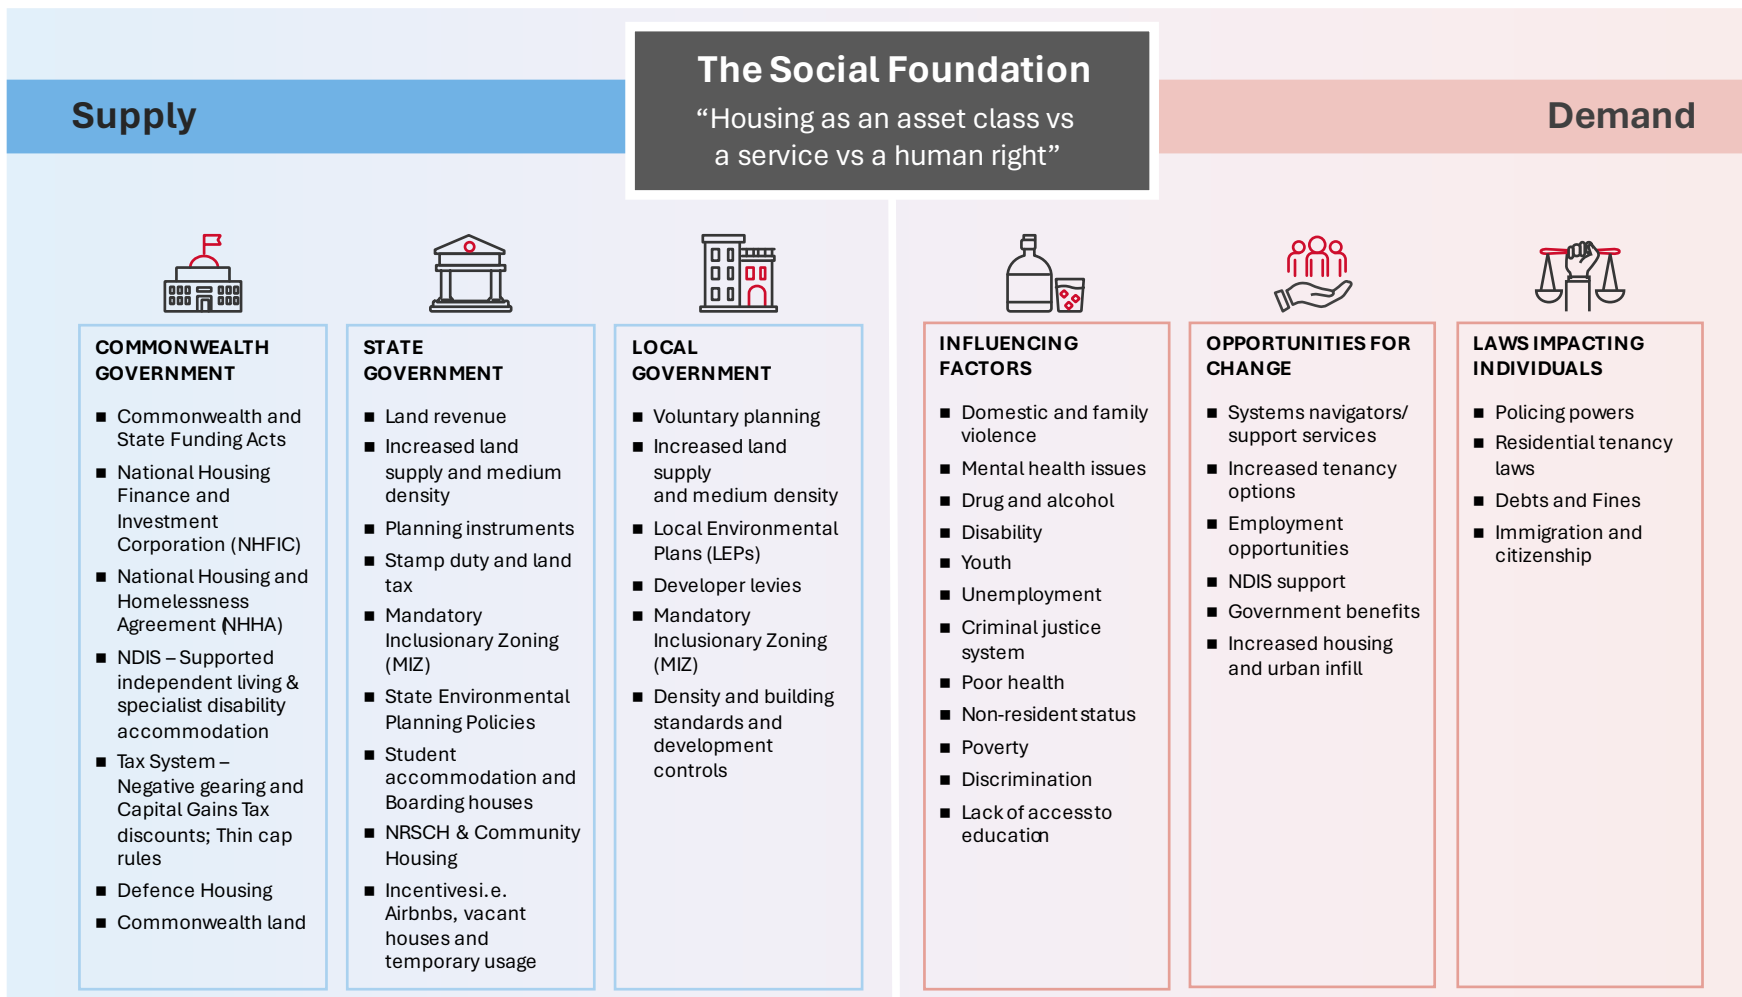 The Social Foundation
“Housing as an asset class vs
a service vs a human right”
Supply
Demand
COMMONWEALTH
GOVERNMENT
■ Commonwealth and
State Funding Acts
■ National Housing
Finance and
Investment
Corporation (NHFIC)
■ National Housing and
Homelessness
Agreement (NHHA)
■ NDIS – Supported
independent living &
specialist disability
accommodation
■ Tax System –
Negative gearing and
Capital Gains Tax
discounts; Thin cap
rules
■ Defence Housing
■ Commonwealth land
STATE
GOVERNMENT
■ Land revenue
■ Increased land
supply and medium
density
■ Planning instruments
■ Stamp duty and land
tax
■ Mandatory
Inclusionary Zoning
(MIZ)
■ State Environmental
Planning Policies
■ Student
accommodation and
Boarding houses
■ NRSCH & Community
Housing
■ Incentives i.e.
Airbnbs, vacant
houses and
temporary usage
LOCAL
GOVERNMENT
■ Voluntary planning
■ Increased land
supply
and medium density
■ Local Environmental
Plans (LEPs)
■ Developer levies
■ Mandatory
Inclusionary Zoning
(MIZ)
■ Density and building
standards and
development
controls
INFLUENCING
FACTORS
■ Domestic and family
violence
■ Mental health issues
■ Drug and alcohol
■ Disability
■ Youth
■ Unemployment
■ Criminal justice
system
■ Poor health
■ Non-resident status
■ Poverty
■ Discrimination
■ Lack of access to
education
OPPORTUNITIES FOR
CHANGE
■ Systems navigators/
support services
■ Increased tenancy
options
■ Employment
opportunities
■ NDIS support
■ Government benefits
■ Increased housing
and urban infill
LAWS IMPACTING
INDIVIDUALS
■ Policing powers
■ Residential tenancy
laws
■ Debts and Fines
■ Immigration and
citizenship